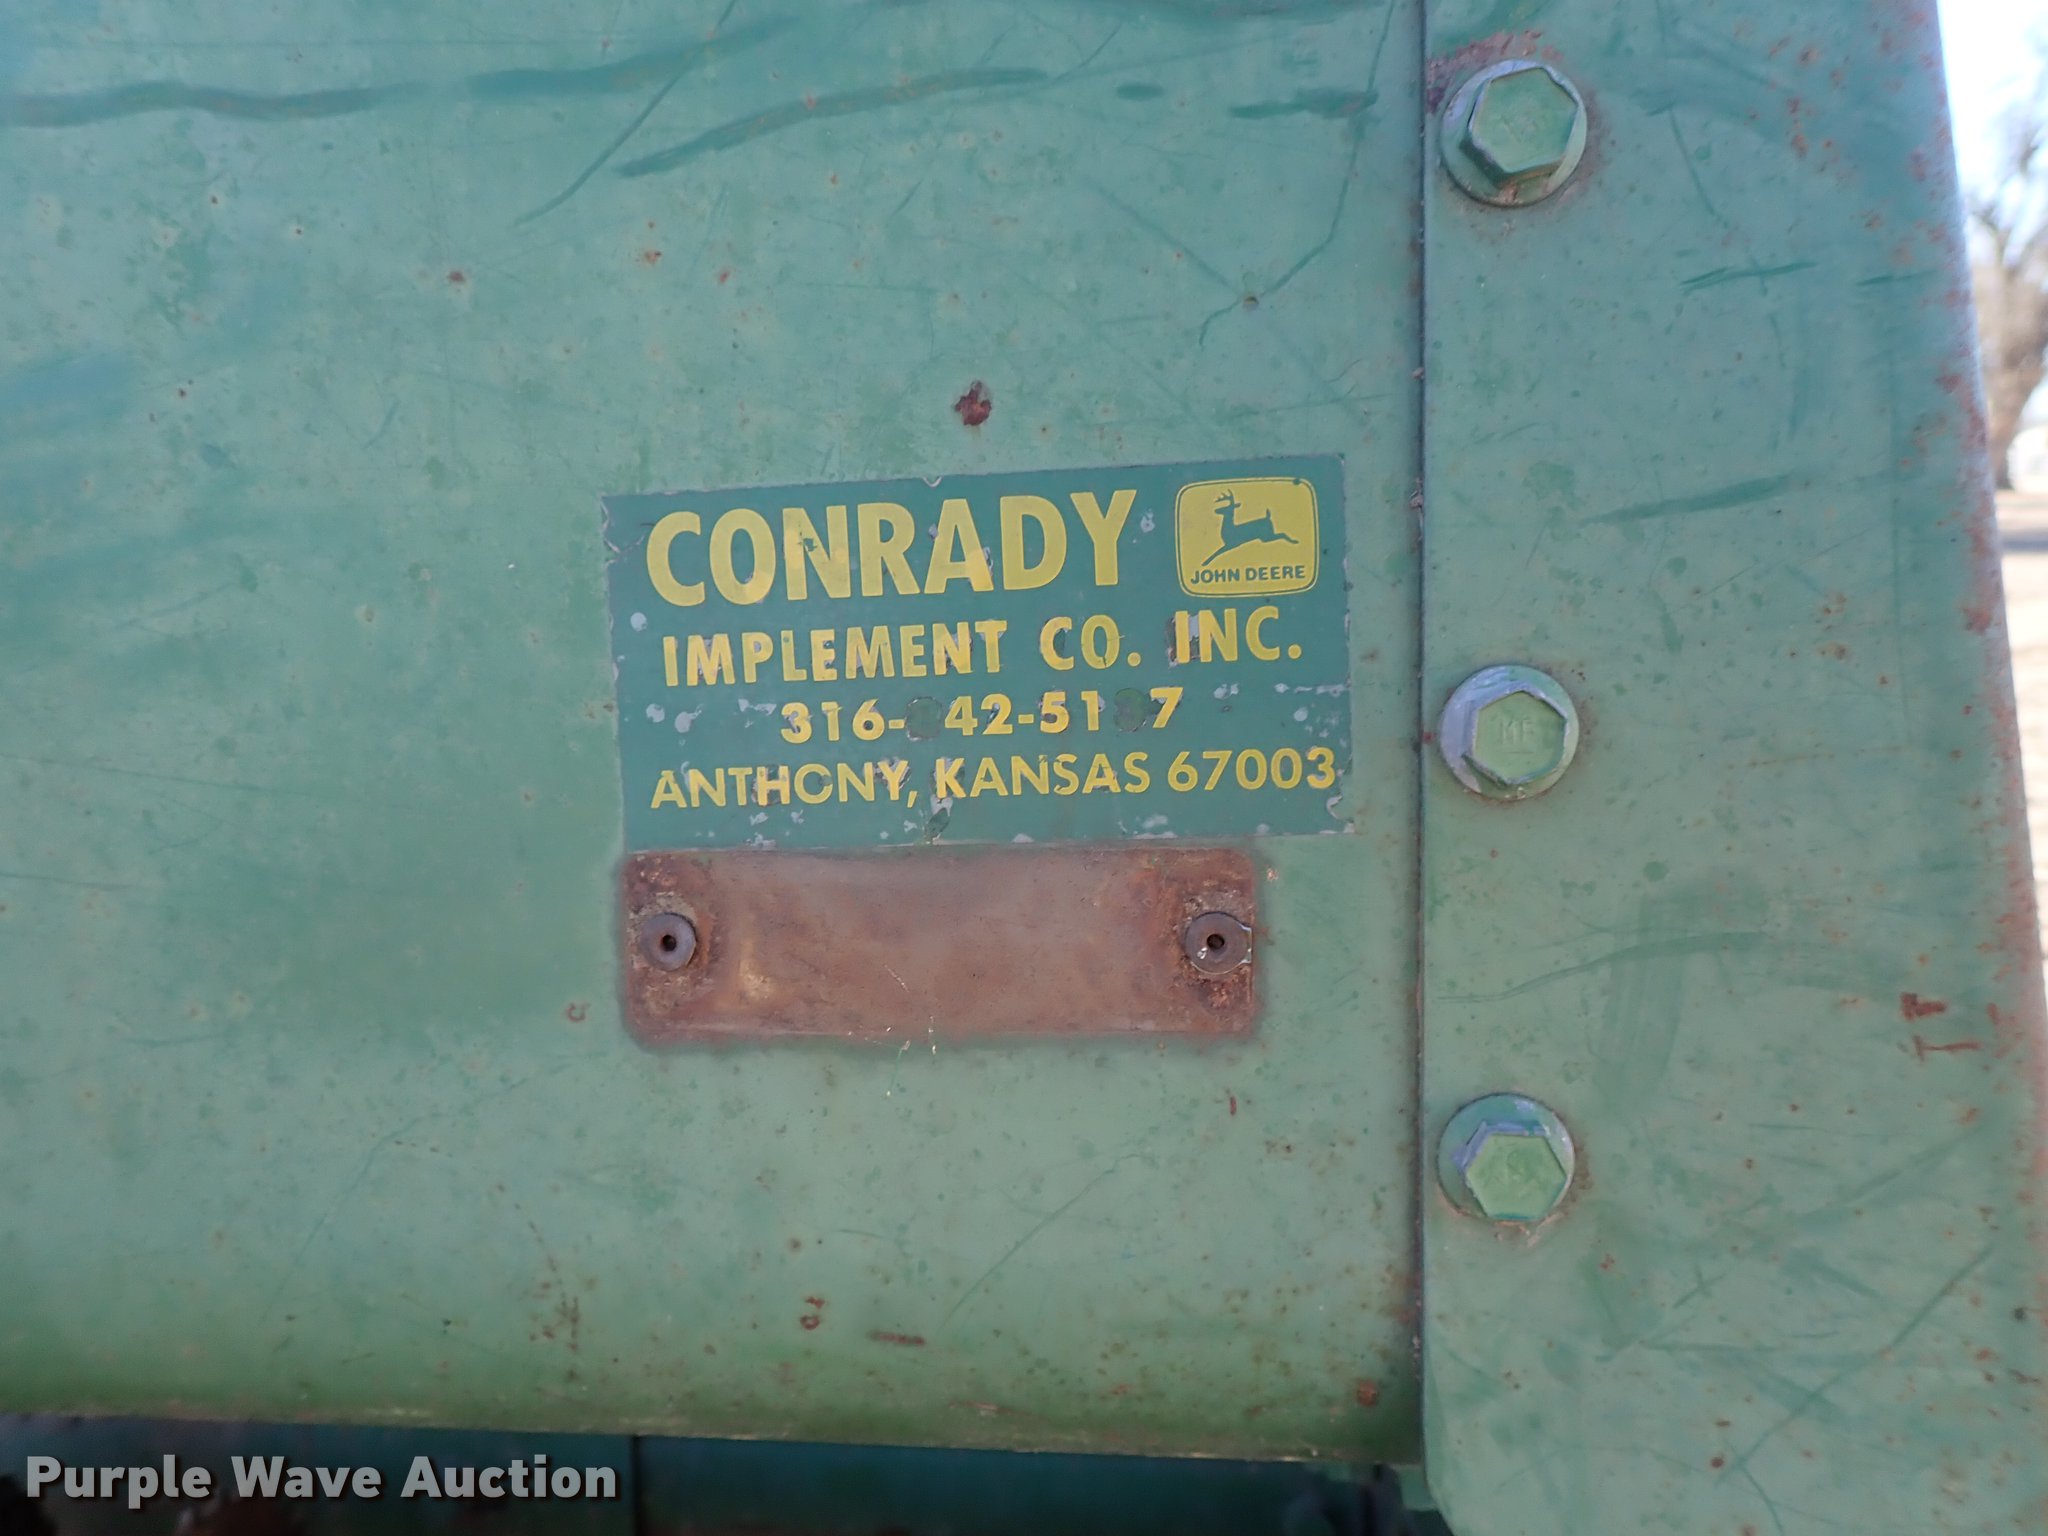 CONRADY
JOHN DEERE
IMPLEMENT CO. INC.
ANTHONY, KANSAS 67003
Purple Wave Auction